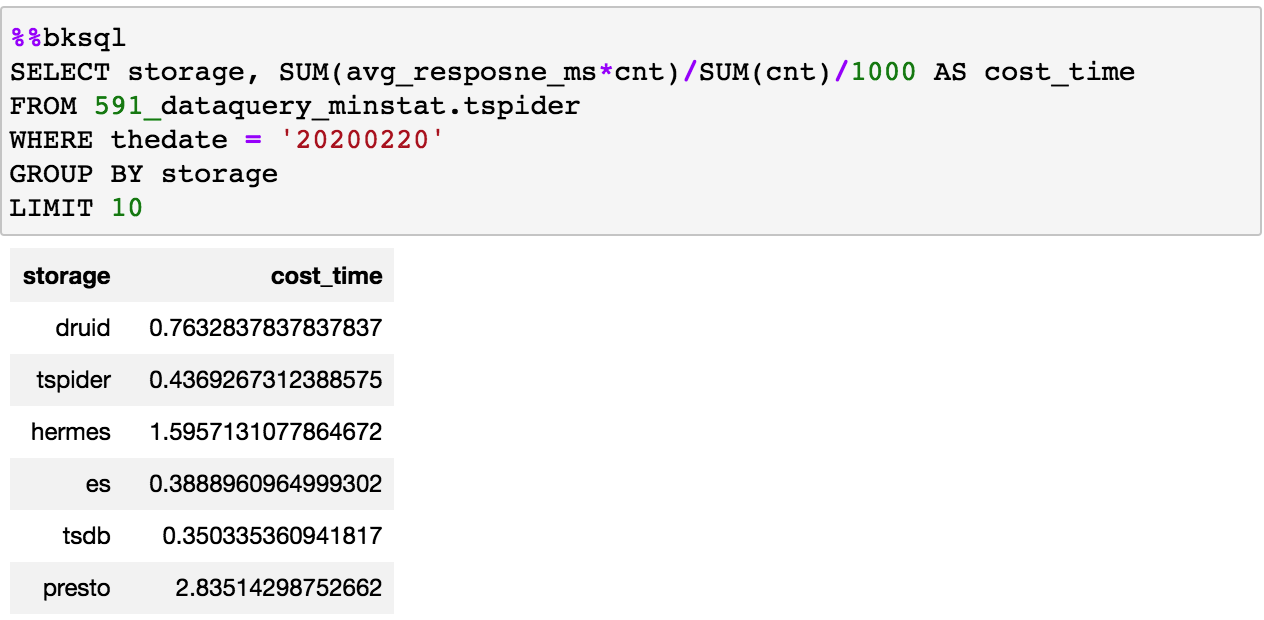 %%bksql
SELECT storage, SUM(avg_resposne_ms*cnt)/SUM(cnt)/1000 AS cost_time
FROM 591_dataquery_minstat.tspider
WHERE thedate = '20200220'
GROUP BY storage
LIMIT 10
storage cost_time
druid 0.7632837837837837
tspider 0.4369267312388575
hermes 1.5957131077864672
es 0.3888960964999302
tsdb 0.350335360941817
presto 2.83514298752662